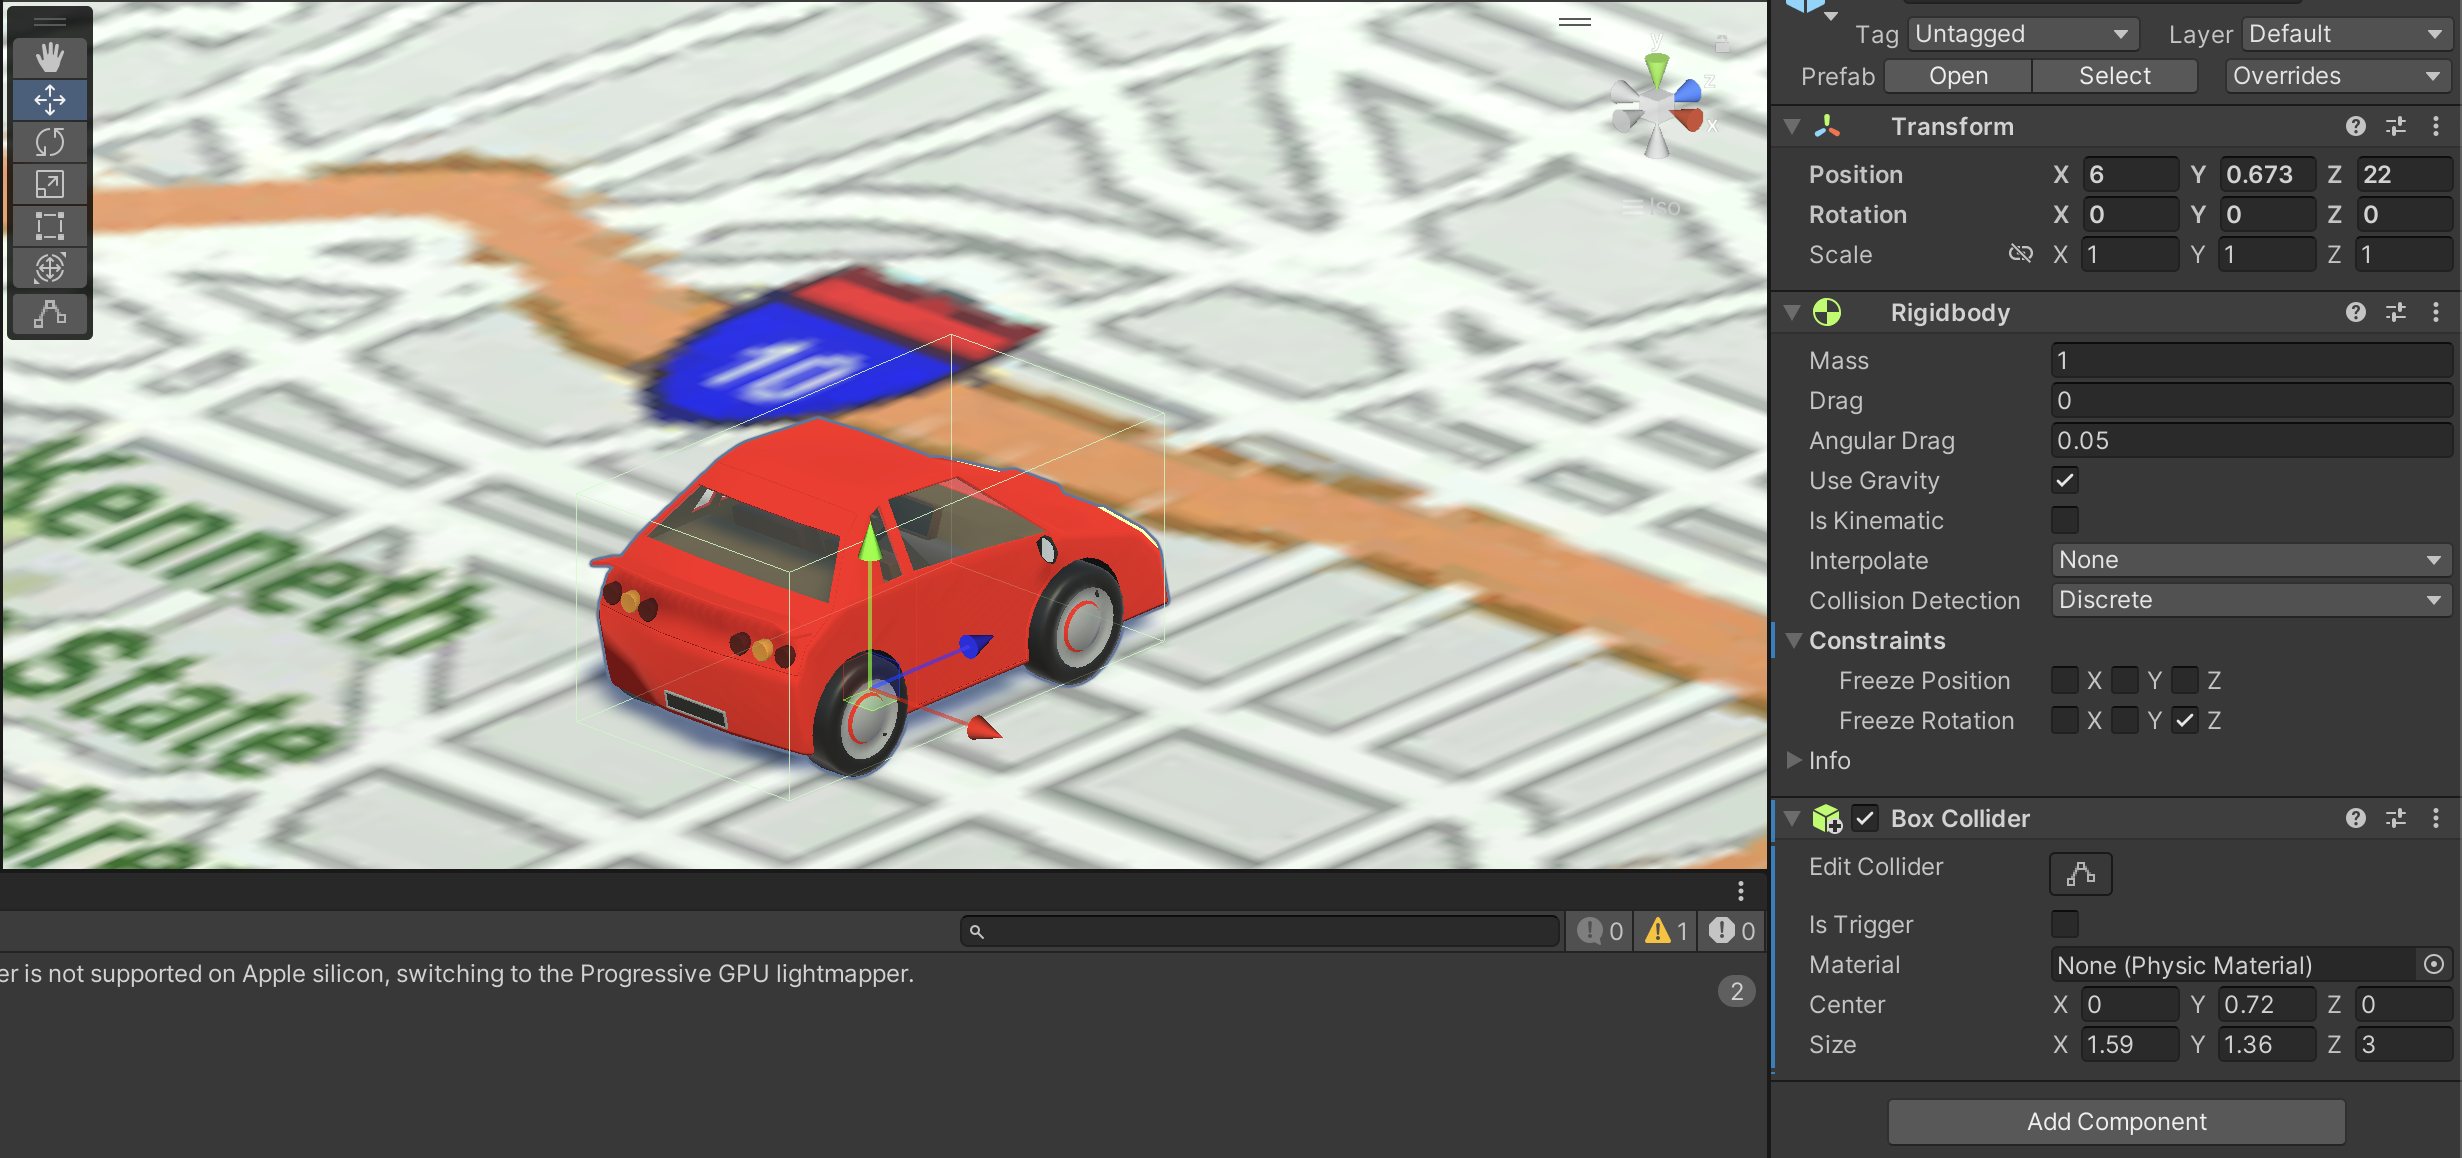 y
z
x
Iso
10
Kenneth
State
Tag Untagged Layer Default
Prefab Open Select Overrides
Transform
Position X 6 Y 0.673 Z 22
Rotation X 0 Y 0 Z 0
Scale X 1 Y 1 Z 1
Rigidbody
Mass 1
Drag 0
Angular Drag 0.05
Use Gravity
Is Kinematic
Interpolate None
Collision Detection Discrete
Constraints
Freeze Position X Y Z
Freeze Rotation X Y Z
Info
Box Collider
Edit Collider
Is Trigger
Material None (Physic Material)
Center X 0 Y 0.72 Z 0
Size X 1.59 Y 1.36 Z 3
Add Component
0 1 0
er is not supported on Apple silicon, switching to the Progressive GPU lightmapper.
2